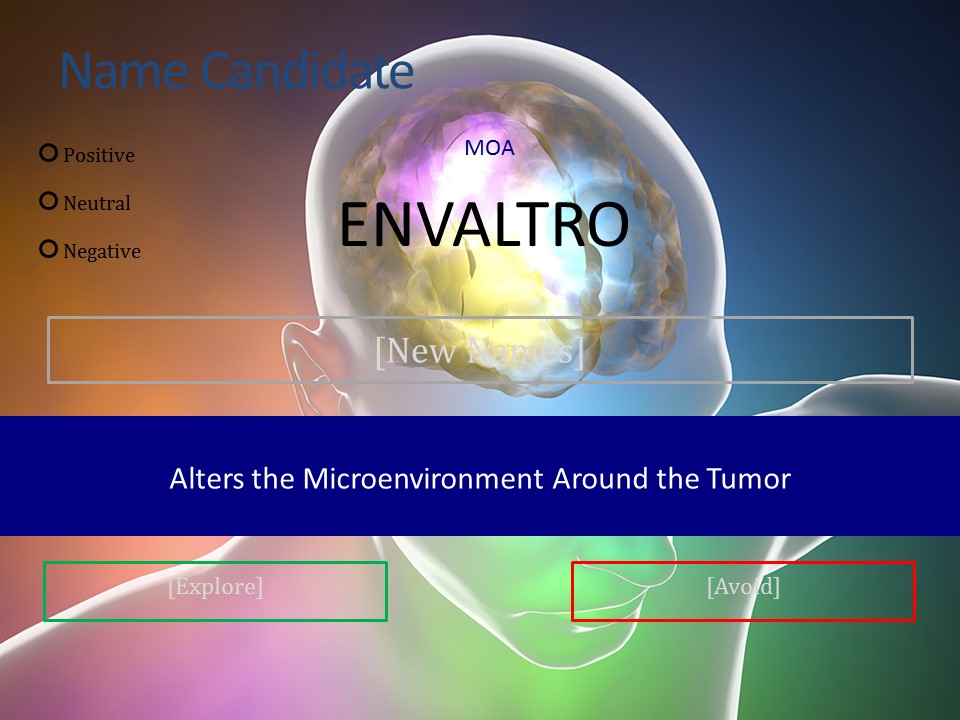 Name Candidate
MOA
Positive
ENVALTRO
Neutral
Negative
[New Names]
Alters the Microenvironment Around the Tumor
[Explore]
[Avoid]